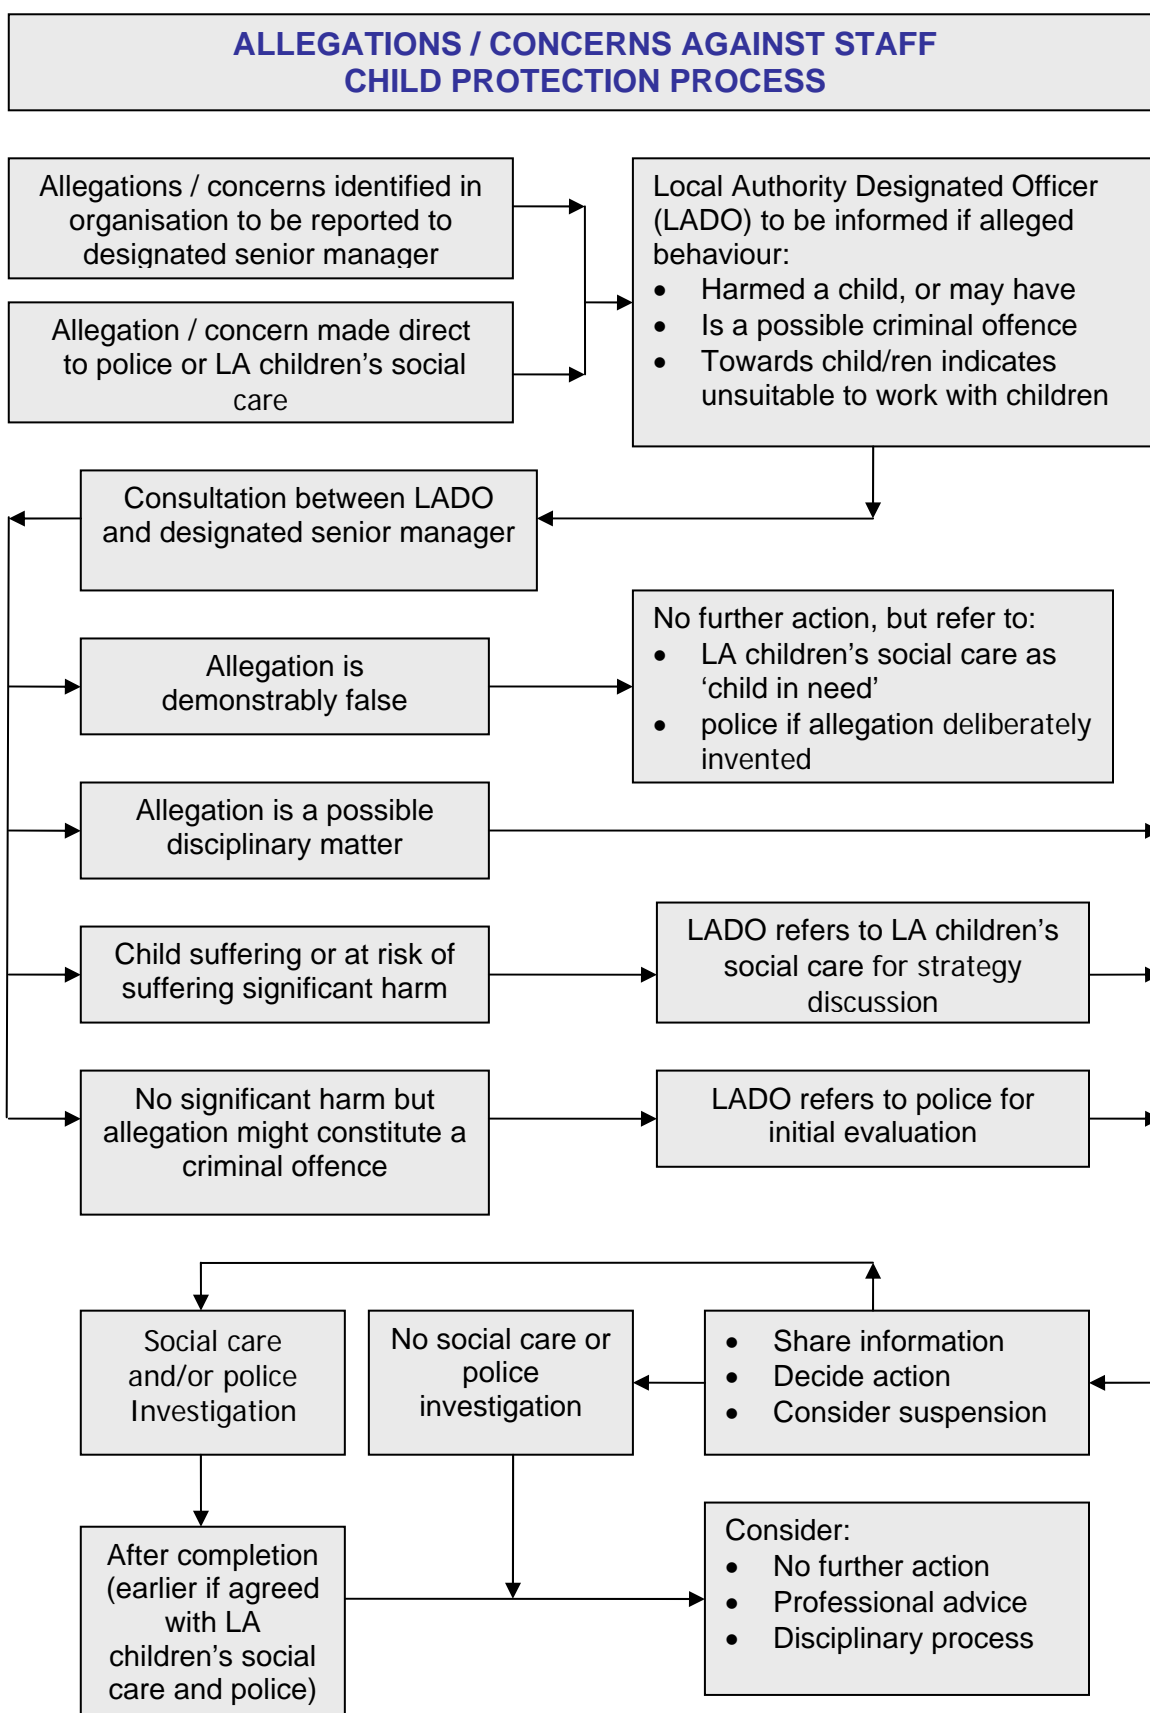 ALLEGATIONS / CONCERNS AGAINST STAFF
CHILD PROTECTION PROCESS
Allegations / concerns identified in
organisation to be reported to
designated senior manager
Allegation / concern made direct
to police or LA children’s social
care
Local Authority Designated Officer
(LADO) to be informed if alleged
behaviour:
• Harmed a child, or may have
• Is a possible criminal offence
• Towards child/ren indicates
unsuitable to work with children
Consultation between LADO
and designated senior manager
Allegation is
demonstrably false
No further action, but refer to:
• LA children’s social care as
‘child in need’
• police if allegation deliberately
invented
Allegation is a possible
disciplinary matter
Child suffering or at risk of
suffering significant harm
LADO refers to LA children’s
social care for strategy
discussion
No significant harm but
allegation might constitute a
criminal offence
LADO refers to police for
initial evaluation
Social care
and/or police
Investigation
No social care or
police
investigation
• Share information
• Decide action
• Consider suspension
After completion
(earlier if agreed
with LA
children’s social
care and police)
Consider:
• No further action
• Professional advice
• Disciplinary process